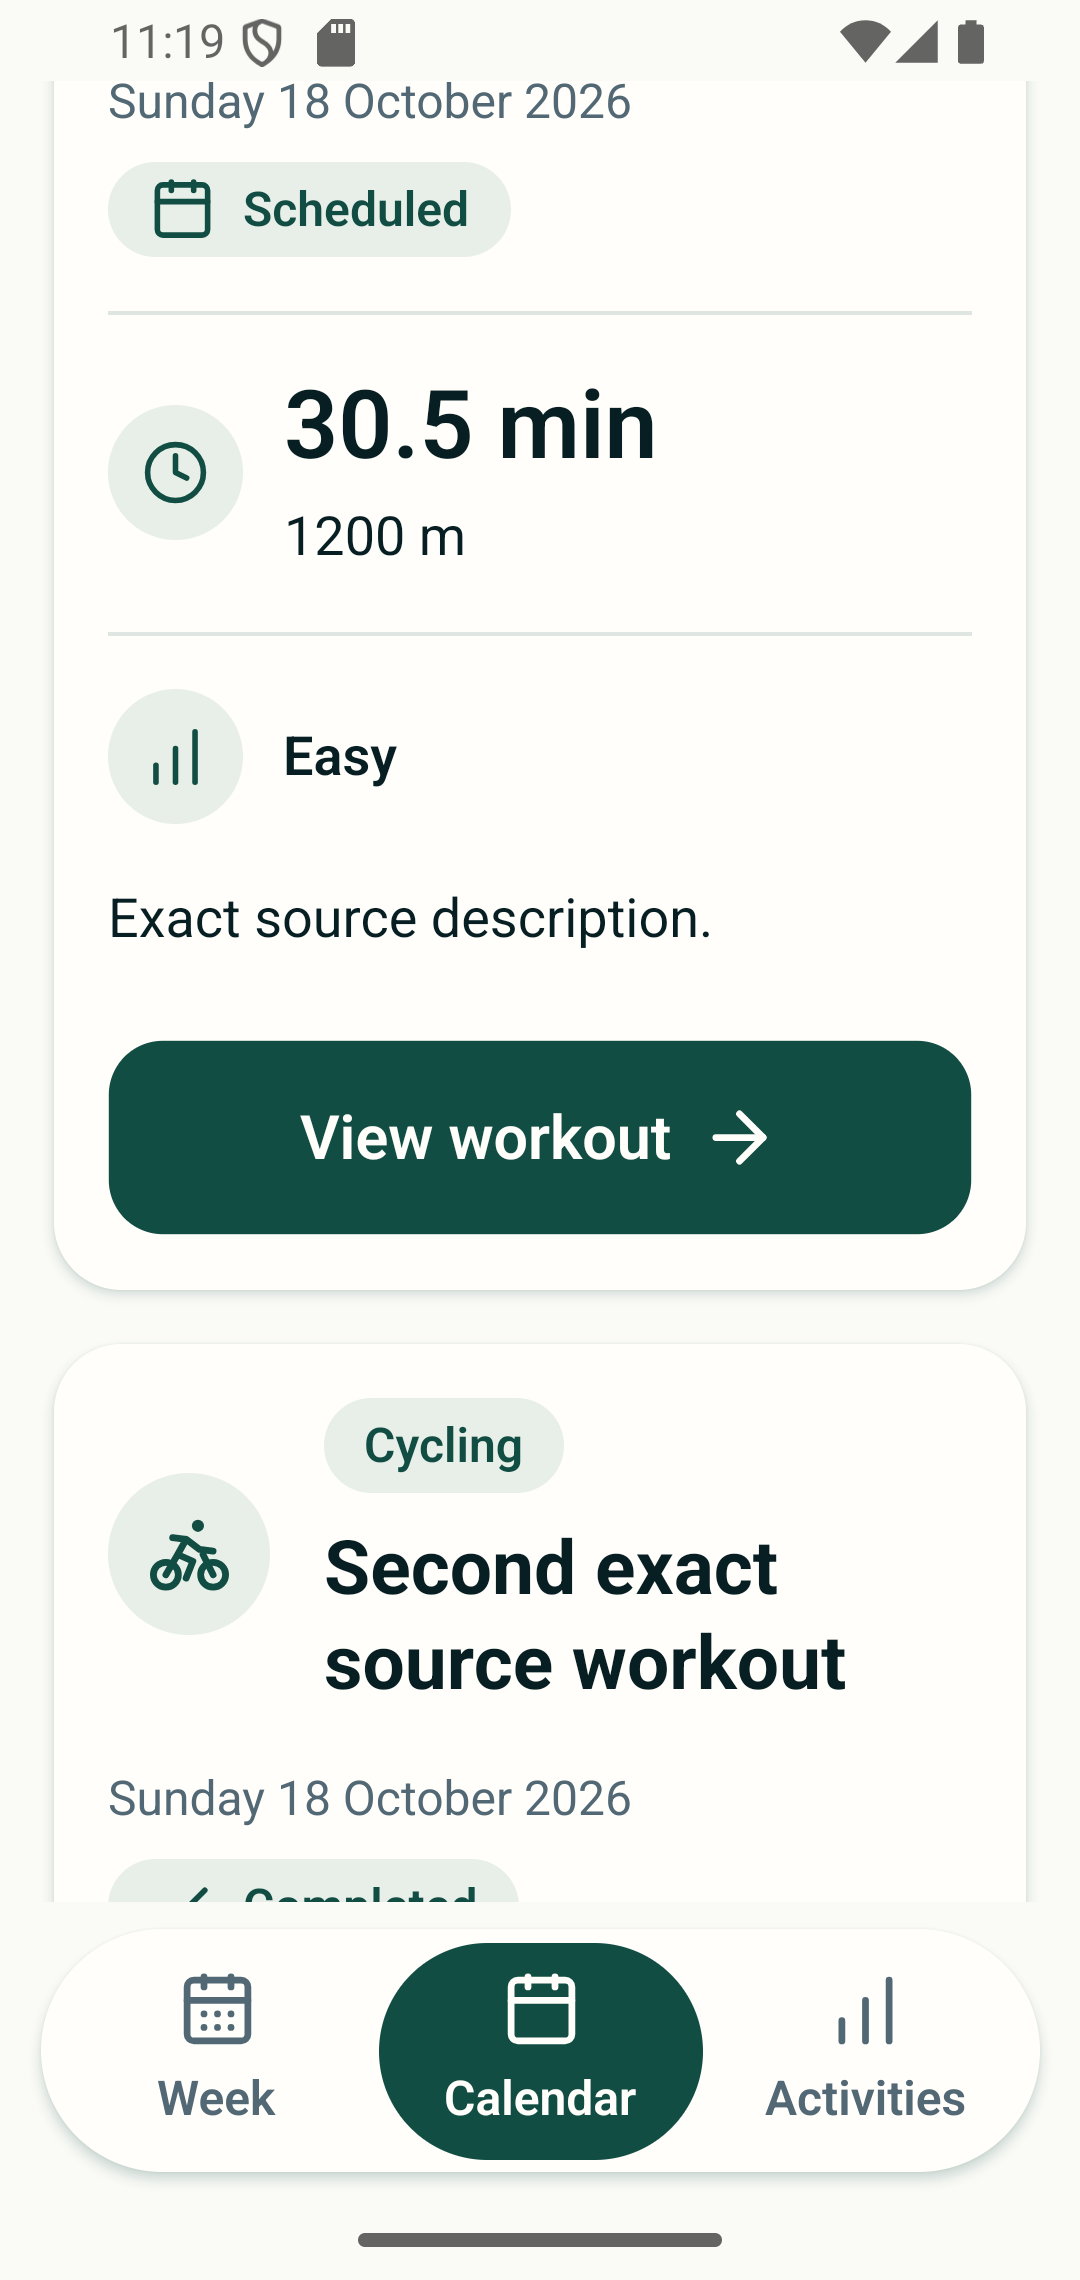 11:19
Sunday 18 October 2026
Scheduled
30.5 min
1200 m
Easy
Exact source description.
View workout
Cycling
Second exact
source workout
Sunday 18 October 2026
Completed
Week
Calendar
Activities